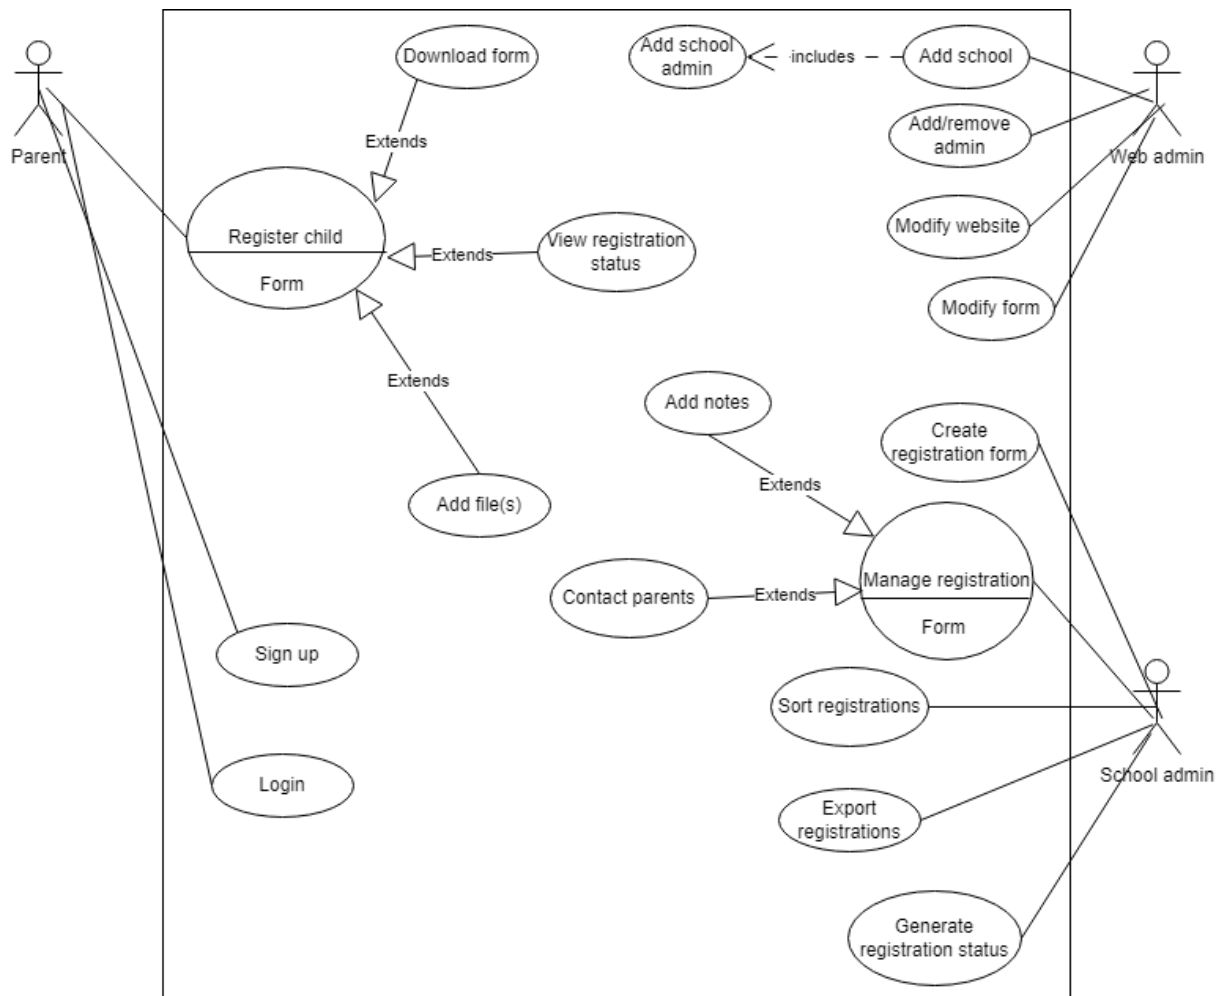 Download form
Add school
admin
includes
Add school
Parent
Extends
Add/remove
admin
Web admin
Register child
Form
Extends
View registration
status
Modify website
Modify form
Extends
Add notes
Create
registration form
Extends
Add file(s)
Contact parents
Extends
Manage registration
Form
Sign up
Sort registrations
School admin
Login
Export
registrations
Generate
registration status